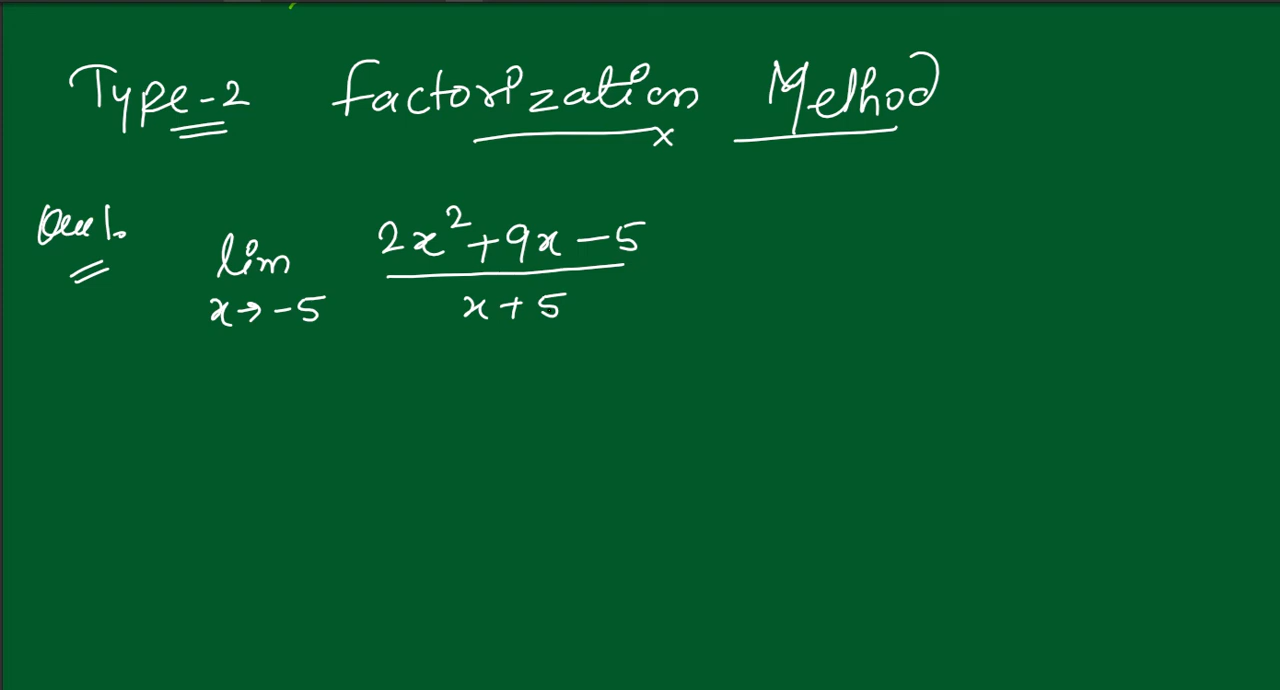 Type-2 Factorization Method
Que 1.
lim x→-5 (2x²+9x-5)/(x+5)